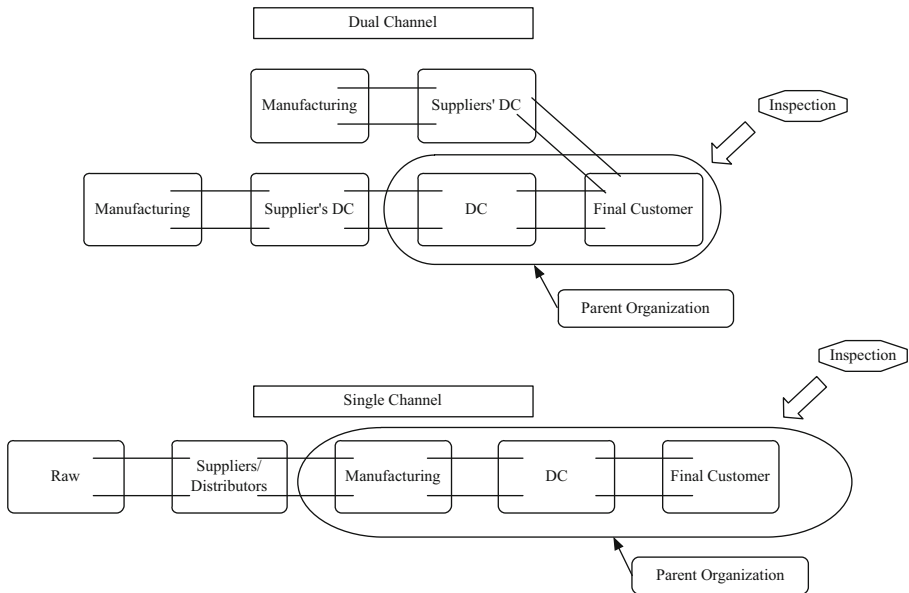 Dual Channel
Manufacturing
Suppliers' DC
Inspection
Manufacturing
Supplier's DC
DC
Final Customer
Parent Organization
Inspection
Single Channel
Raw
Suppliers/
Distributors
Manufacturing
DC
Final Customer
Parent Organization